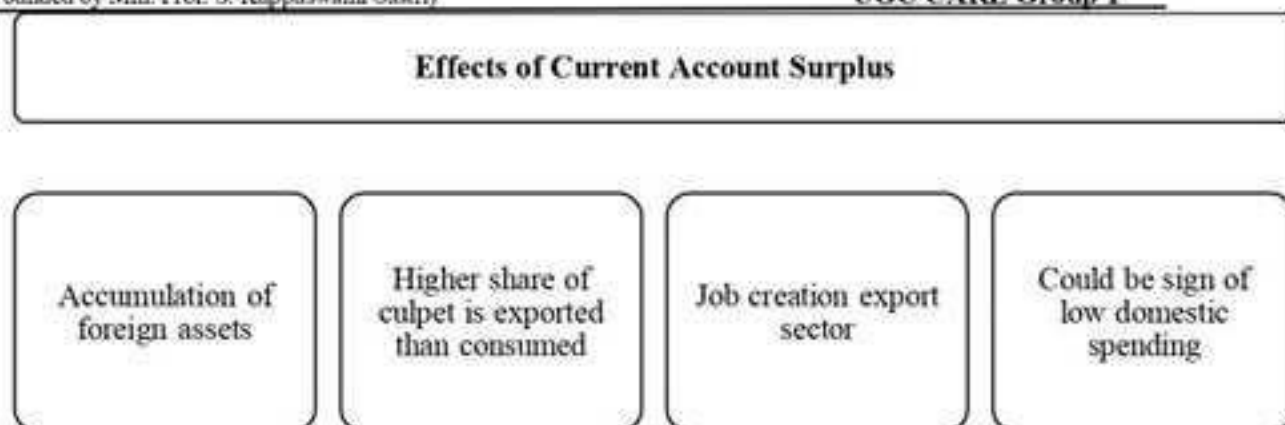 Effects of Current Account Surplus
Accumulation of
foreign assets
Higher share of
culpet is exported
than consumed
Job creation export
sector
Could be sign of
low domestic
spending